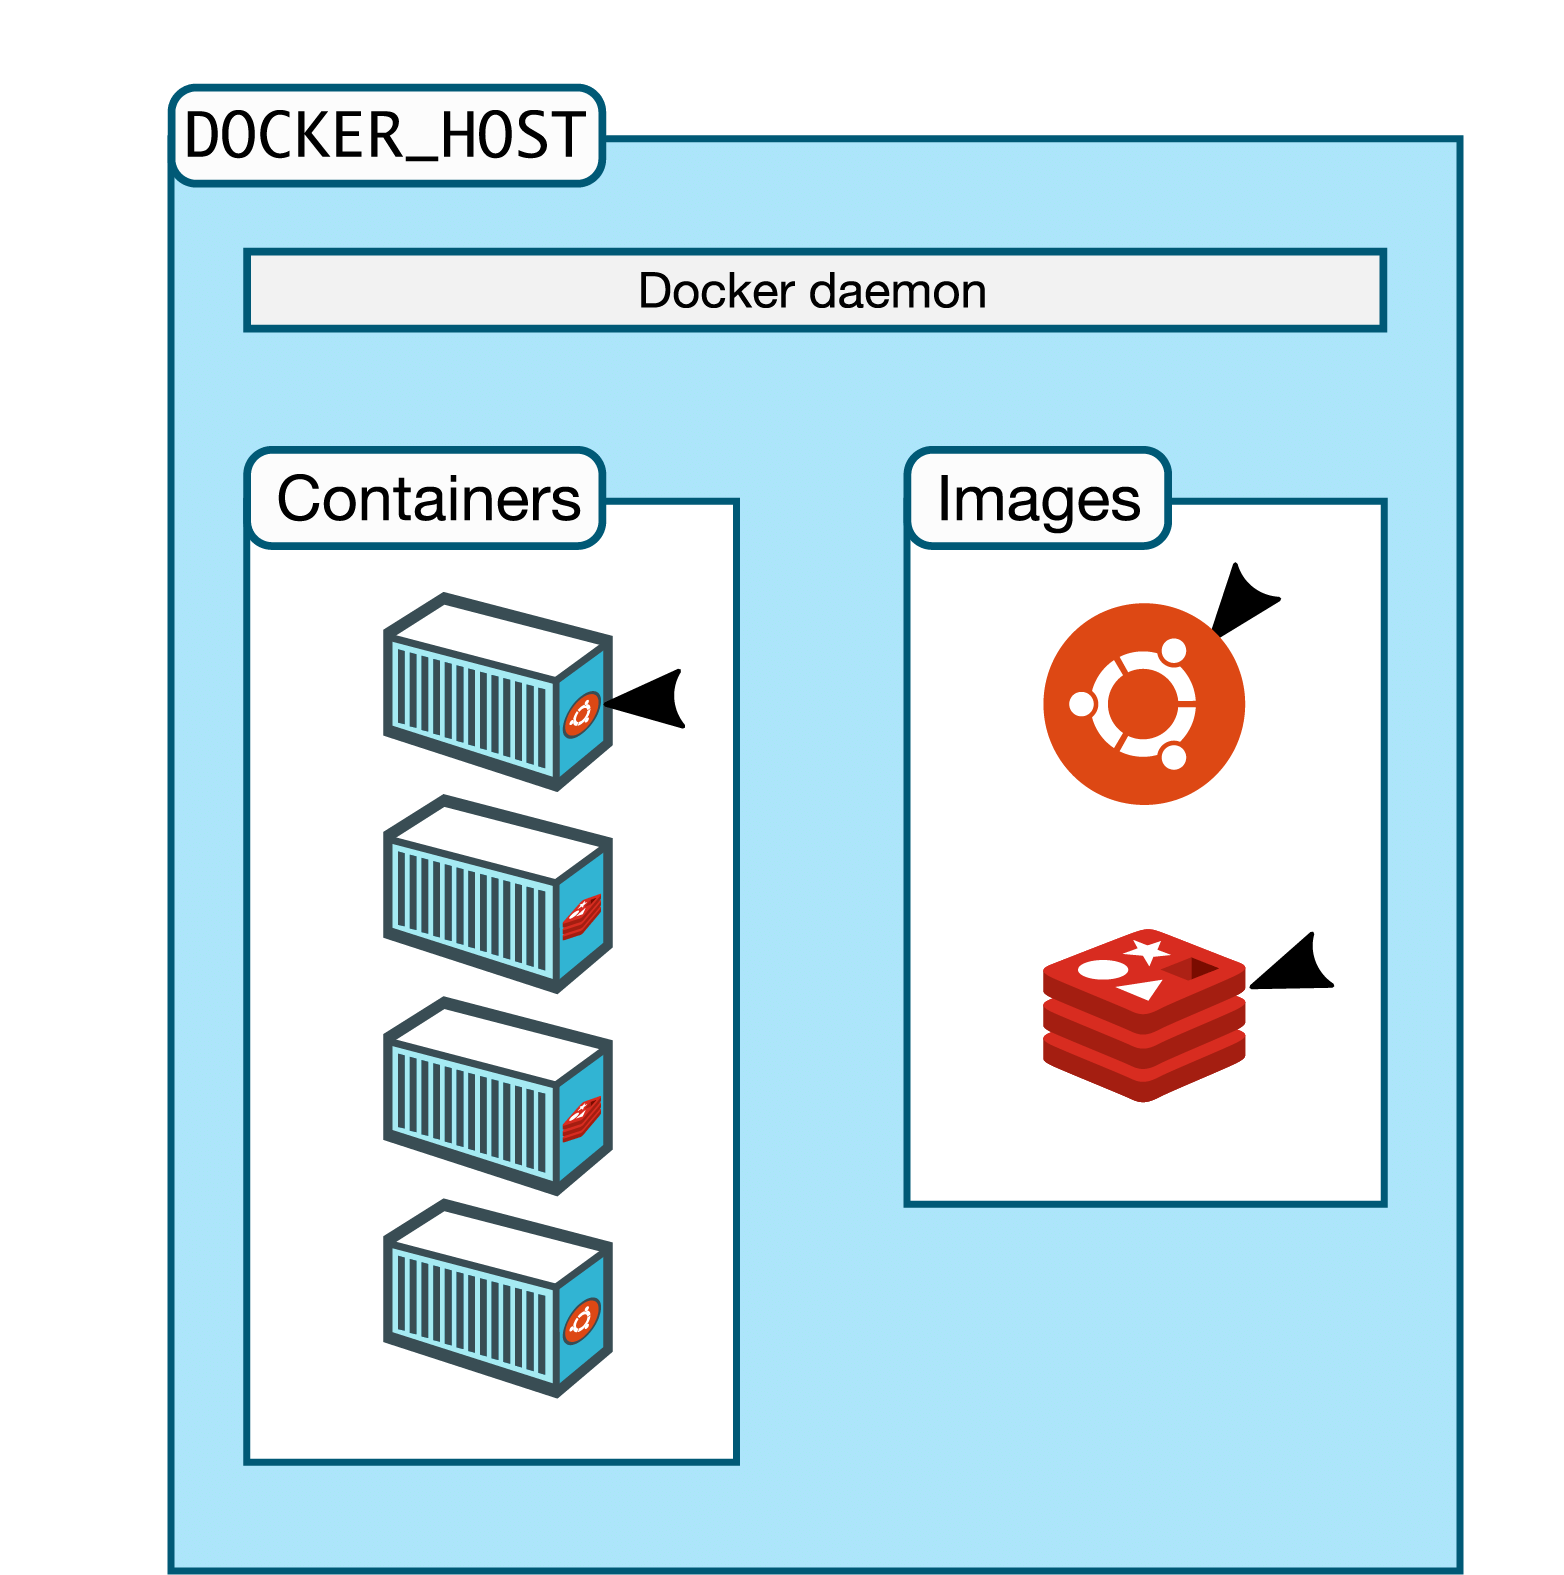 DOCKER_HOST
Docker daemon
Containers
Images